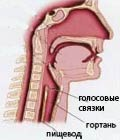 голосовые
связки
гортань
пищевод